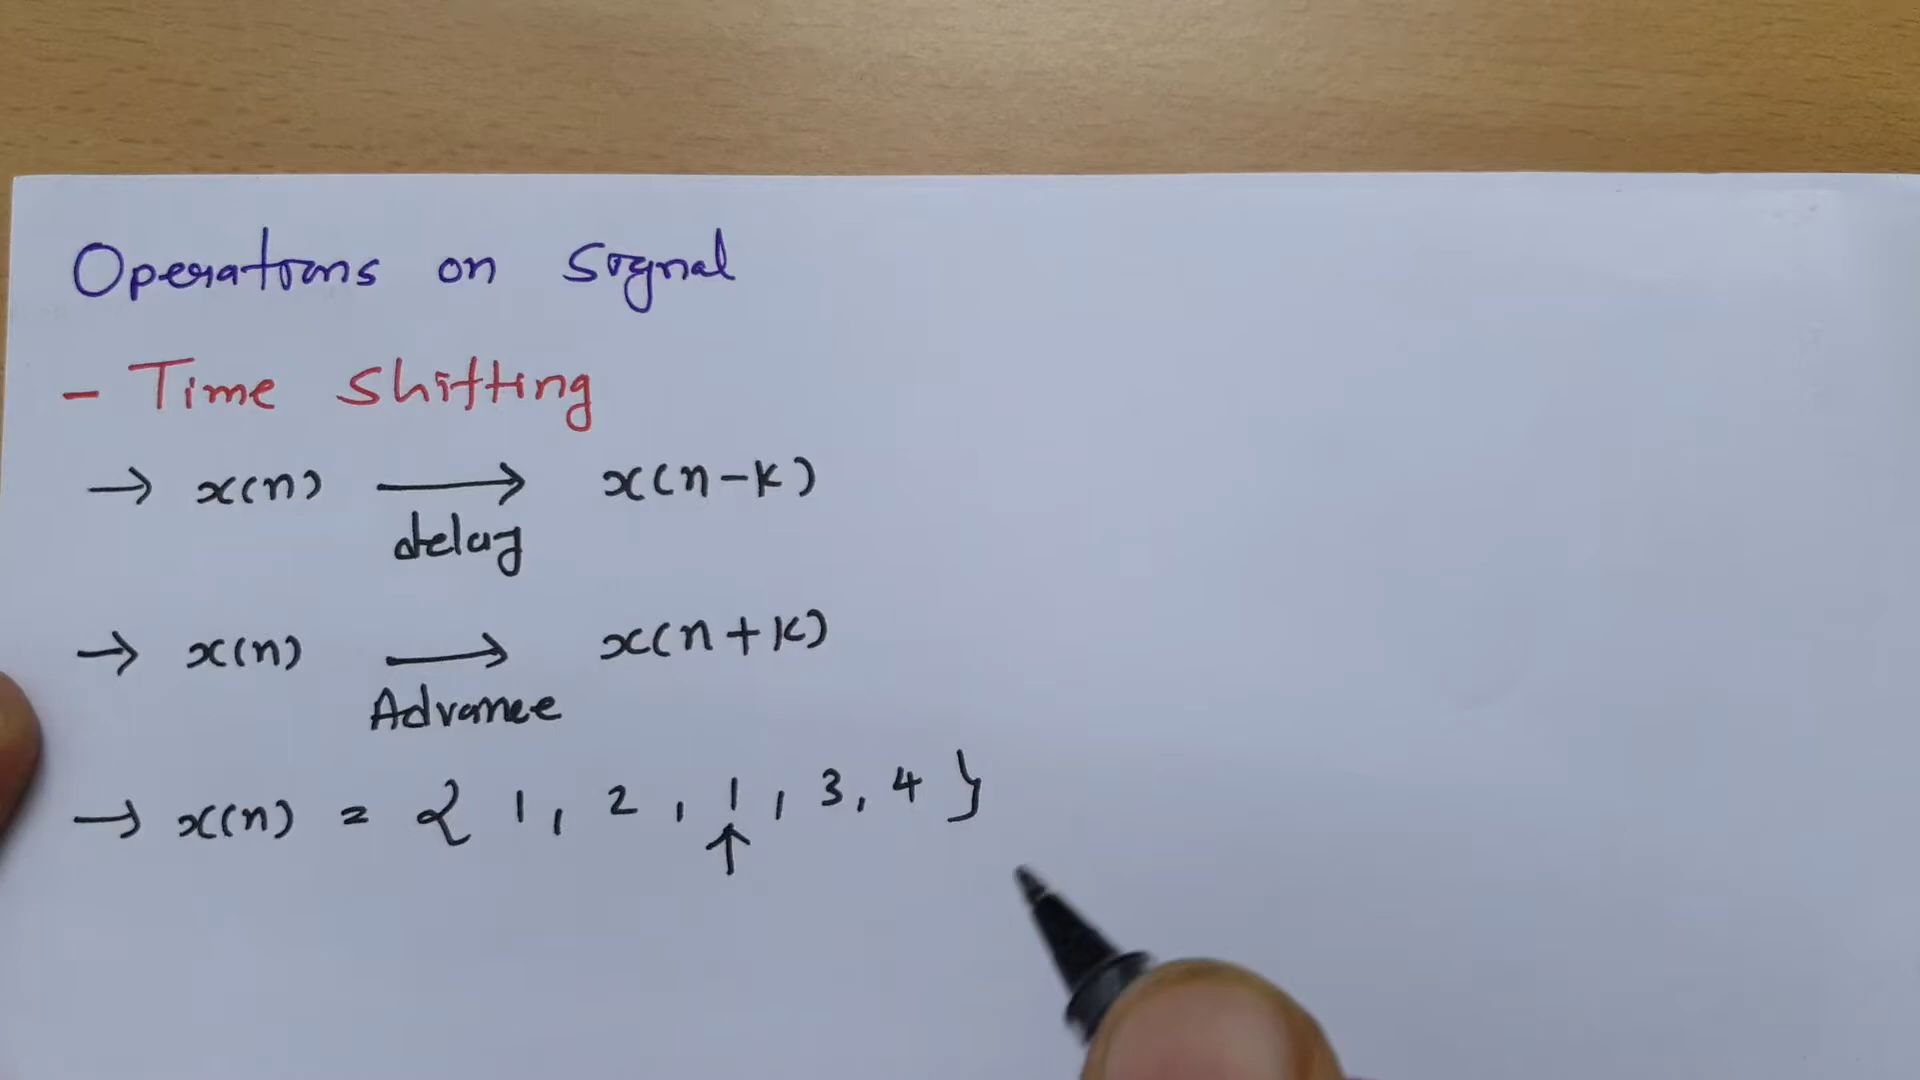 Operations on Signal
- Time Shifting
→ x(n) ⟶ x(n-k)
delay
→ x(n) ⟶ x(n+k)
Advance
→ x(n) = { 1, 2, 1, 3, 4 }
↑